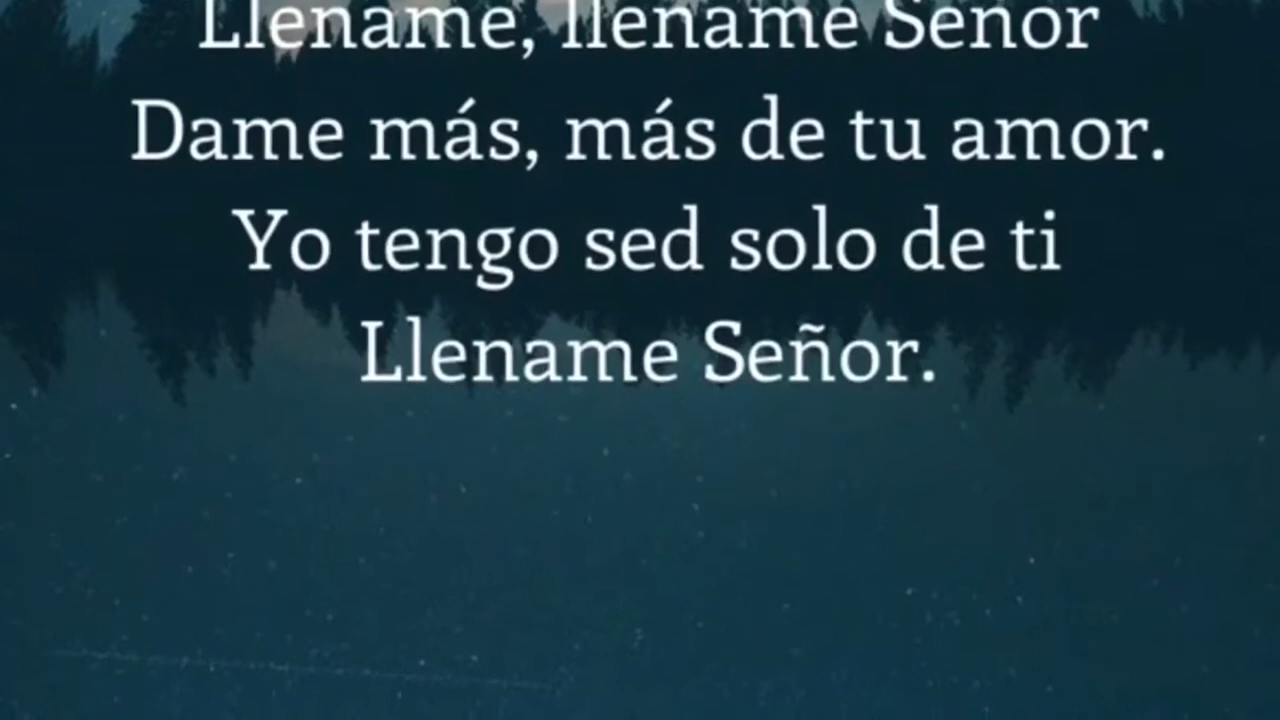 Llename, llename Señor
Dame más, más de tu amor.
Yo tengo sed solo de ti
Llename Señor.